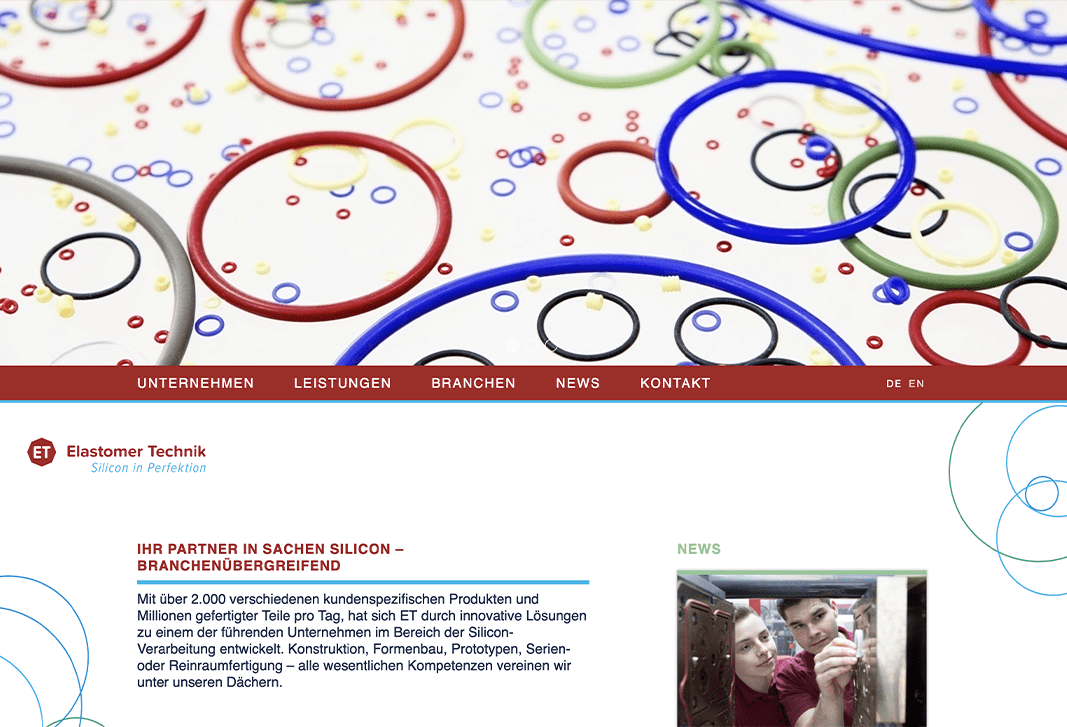 UNTERNEHMEN LEISTUNGEN BRANCHEN NEWS KONTAKT DE EN
ET Elastomer Technik
Silicon in Perfektion
IHR PARTNER IN SACHEN SILICON –
BRANCHENÜBERGREIFEND
Mit über 2.000 verschiedenen kundenspezifischen Produkten und
Millionen gefertigter Teile pro Tag, hat sich ET durch innovative Lösungen
zu einem der führenden Unternehmen im Bereich der Silicon-
Verarbeitung entwickelt. Konstruktion, Formenbau, Prototypen, Serien-
oder Reinraumfertigung – alle wesentlichen Kompetenzen vereinen wir
unter unseren Dächern.
NEWS